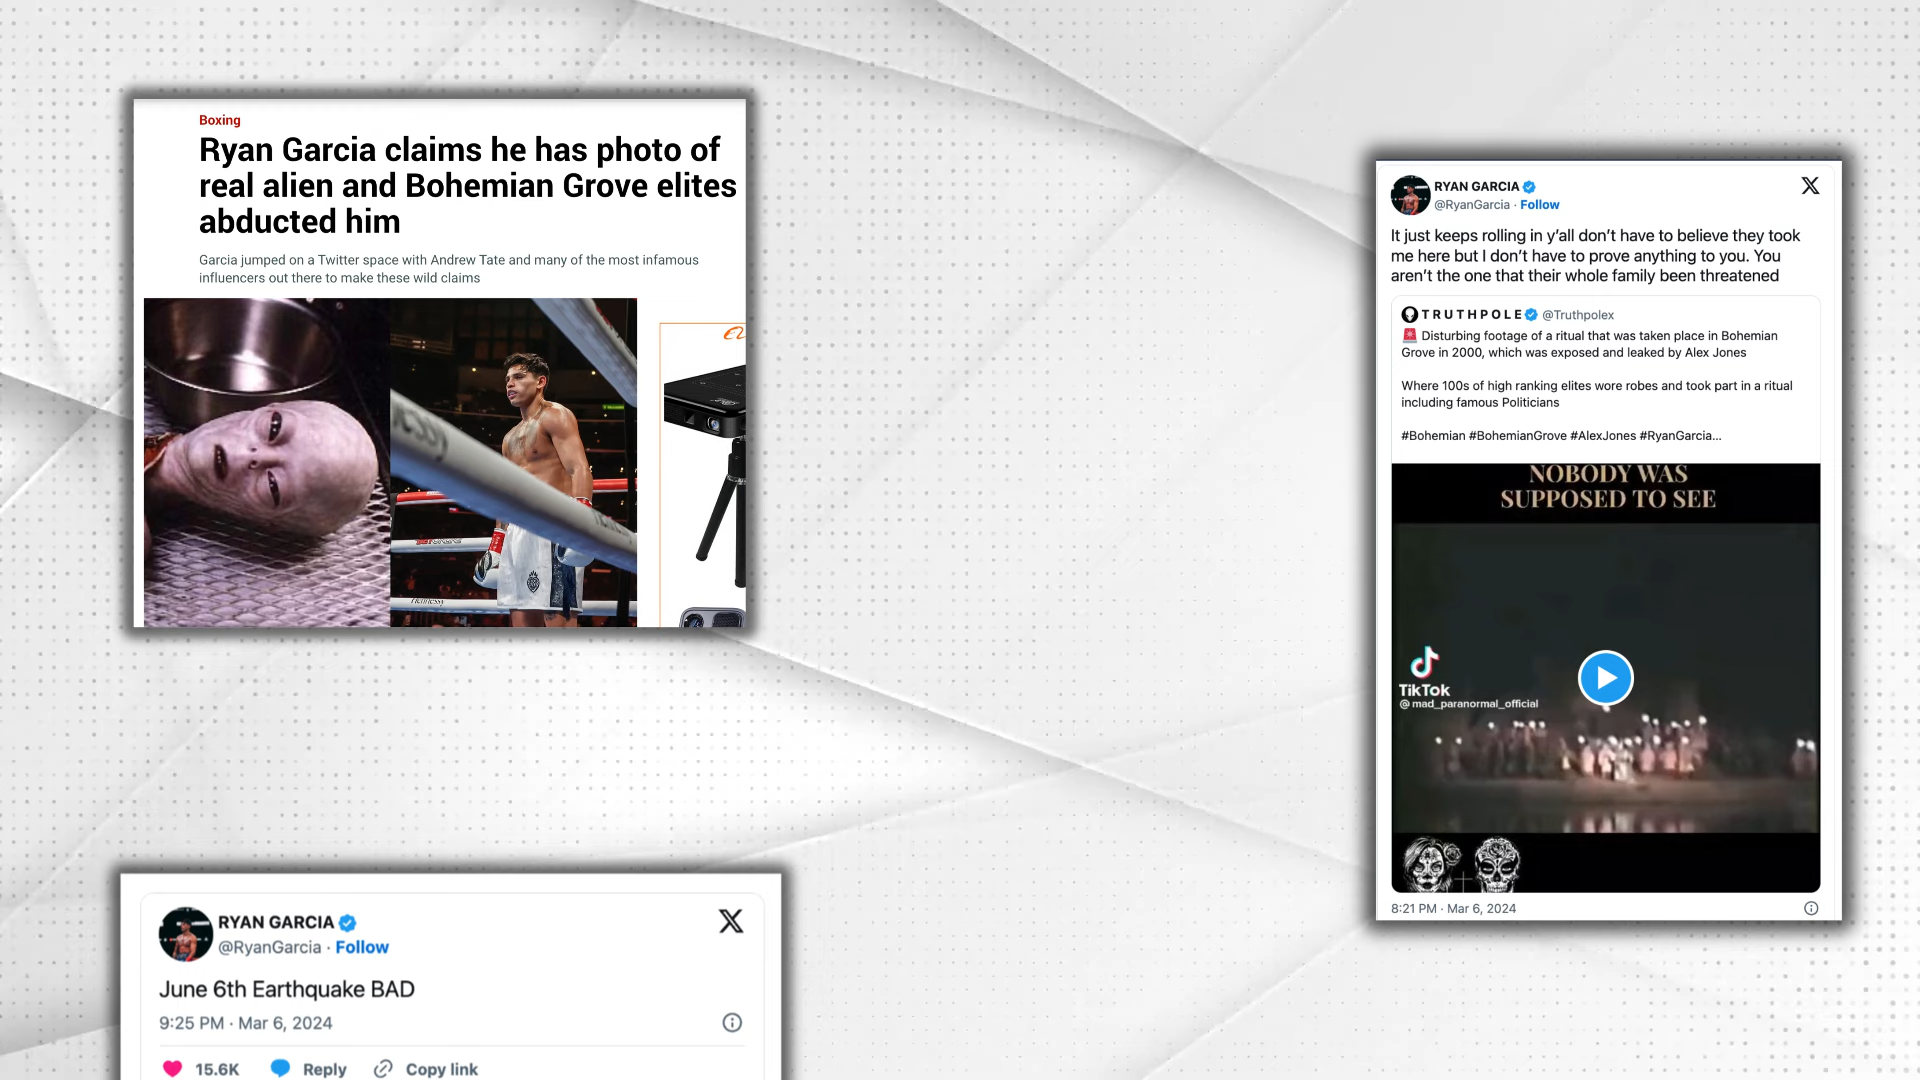 Boxing
Ryan Garcia claims he has photo of
real alien and Bohemian Grove elites
abducted him
Garcia jumped on a Twitter space with Andrew Tate and many of the most infamous
influencers out there to make these wild claims
Hennessy
RYAN GARCIA
@RyanGarcia · Follow
It just keeps rolling in y’all don’t have to believe they took
me here but I don’t have to prove anything to you. You
aren’t the one that their whole family been threatened
TRUTHPOLE @Truthpolex
🚨 Disturbing footage of a ritual that was taken place in Bohemian
Grove in 2000, which was exposed and leaked by Alex Jones
Where 100s of high ranking elites wore robes and took part in a ritual
including famous Politicians
#Bohemian #BohemianGrove #AlexJones #RyanGarcia...
NOBODY WAS
SUPPOSED TO SEE
TikTok
@mad_paranormal_official
8:21 PM · Mar 6, 2024
RYAN GARCIA
@RyanGarcia · Follow
June 6th Earthquake BAD
9:25 PM · Mar 6, 2024
15.6K Reply Copy link